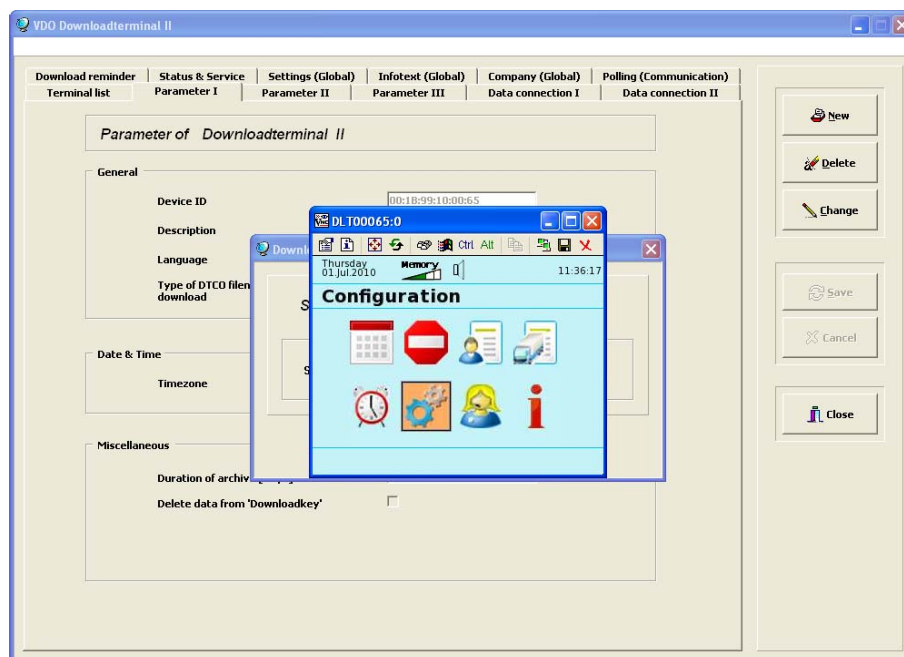 VDO Downloadterminal II
Download reminder Status & Service Settings (Global) Infotext (Global) Company (Global) Polling (Communication)
Terminal list Parameter I Parameter II Parameter III Data connection I Data connection II
Parameter of Downloadterminal II
General
Device ID 00:18:99:10:00:65
Description
Language
Type of DTCO filen
download
Date & Time
Timezone
Miscellaneous
Duration of archiv
Delete data from 'Downloadkey'
Downl
S
S
DLT00065:0
Ctrl Alt
Thursday
01.Jul.2010 Memory 11:36:17
Configuration
New
Delete
Change
Save
Cancel
Close